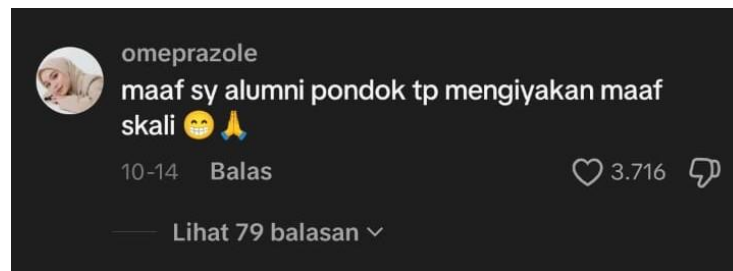 omeprazole
maaf sy alumni pondok tp mengiyakan maaf
skali 😁🙏
10-14 Balas 3.716
Lihat 79 balasan